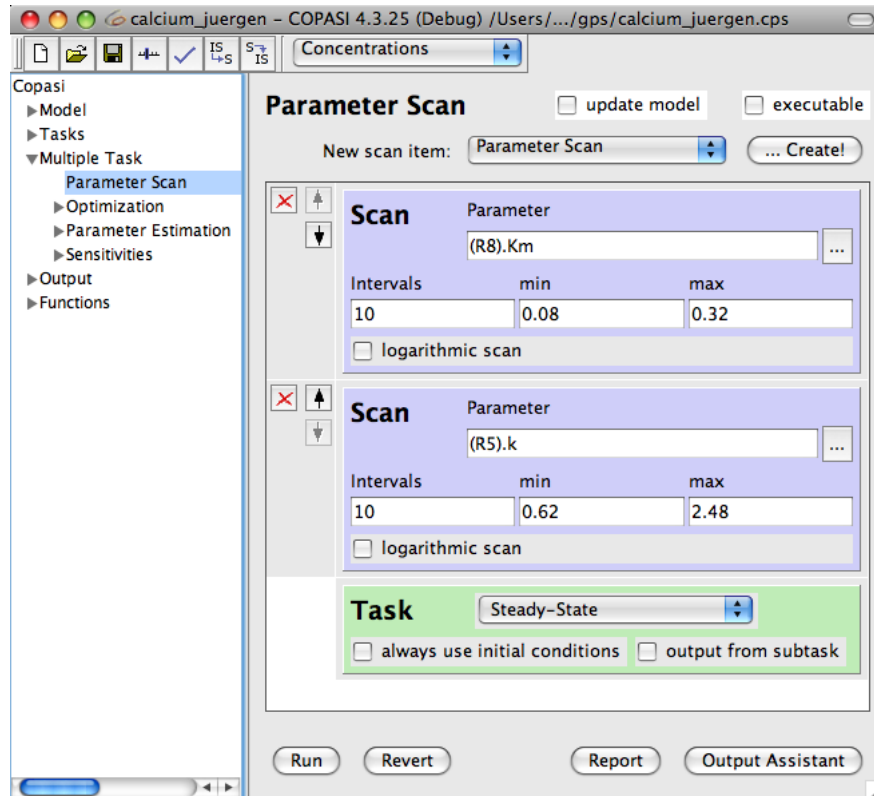 calcium_juergen – COPASI 4.3.25 (Debug) /Users/.../gps/calcium_juergen.cps
IS→S S→IS Concentrations
Copasi
Model
Tasks
Multiple Task
Parameter Scan
Optimization
Parameter Estimation
Sensitivities
Output
Functions
Parameter Scan update model executable
New scan item: Parameter Scan ... Create!
Scan Parameter
(R8).Km ...
Intervals min max
10 0.08 0.32
logarithmic scan
Scan Parameter
(R5).k ...
Intervals min max
10 0.62 2.48
logarithmic scan
Task Steady-State
always use initial conditions output from subtask
Run Revert Report Output Assistant